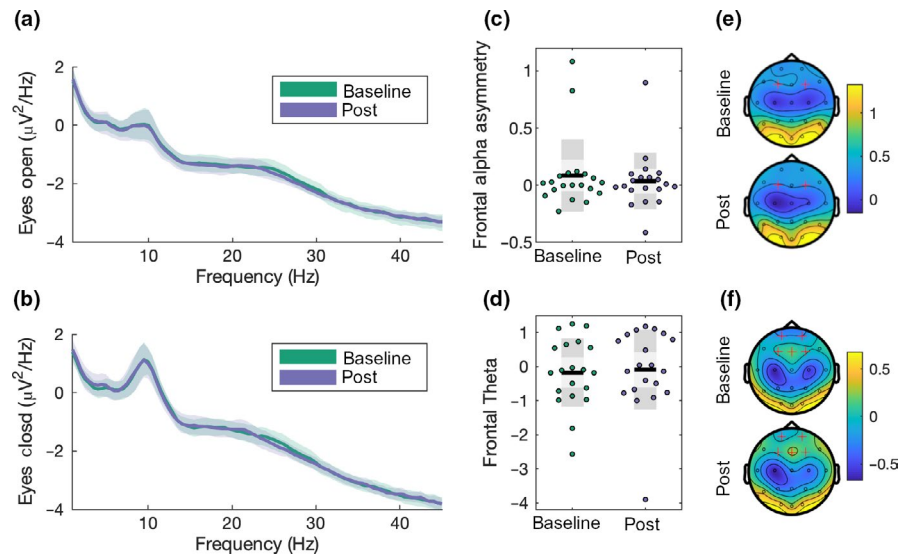 (a)
Eyes open (μV²/Hz)
2
0
−2
−4
10
20
30
40
Frequency (Hz)
Baseline
Post
(b)
Eyes closd (μV²/Hz)
2
0
−2
−4
10
20
30
40
Frequency (Hz)
Baseline
Post
(c)
Frontal alpha asymmetry
1
0.5
0
−0.5
Baseline
Post
(d)
Frontal Theta
1
0
−1
−2
−3
−4
Baseline
Post
(e)
Baseline
Post
1
0.5
0
(f)
Baseline
Post
0.5
0
−0.5